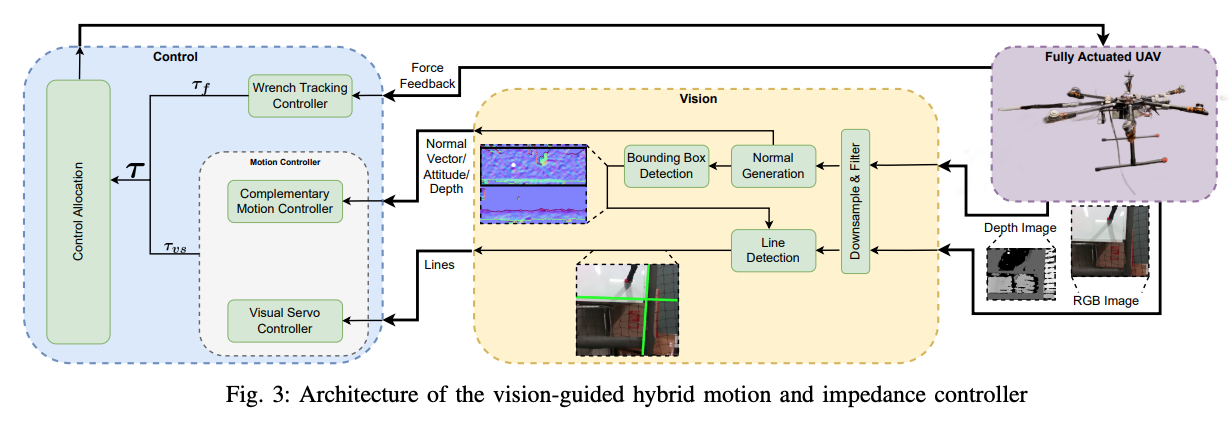 Control
Fully Actuated UAV
Force
Feedback
Wrench Tracking
Controller
τ_f
Vision
Motion Controller
Normal
Vector/
Attitude/
Depth
Complementary
Motion Controller
Bounding Box
Detection
Normal
Generation
Downsample & Filter
Control Allocation
τ
τ_vs
Depth Image
Line
Detection
Lines
Visual Servo
Controller
RGB Image
Fig. 3: Architecture of the vision-guided hybrid motion and impedance controller